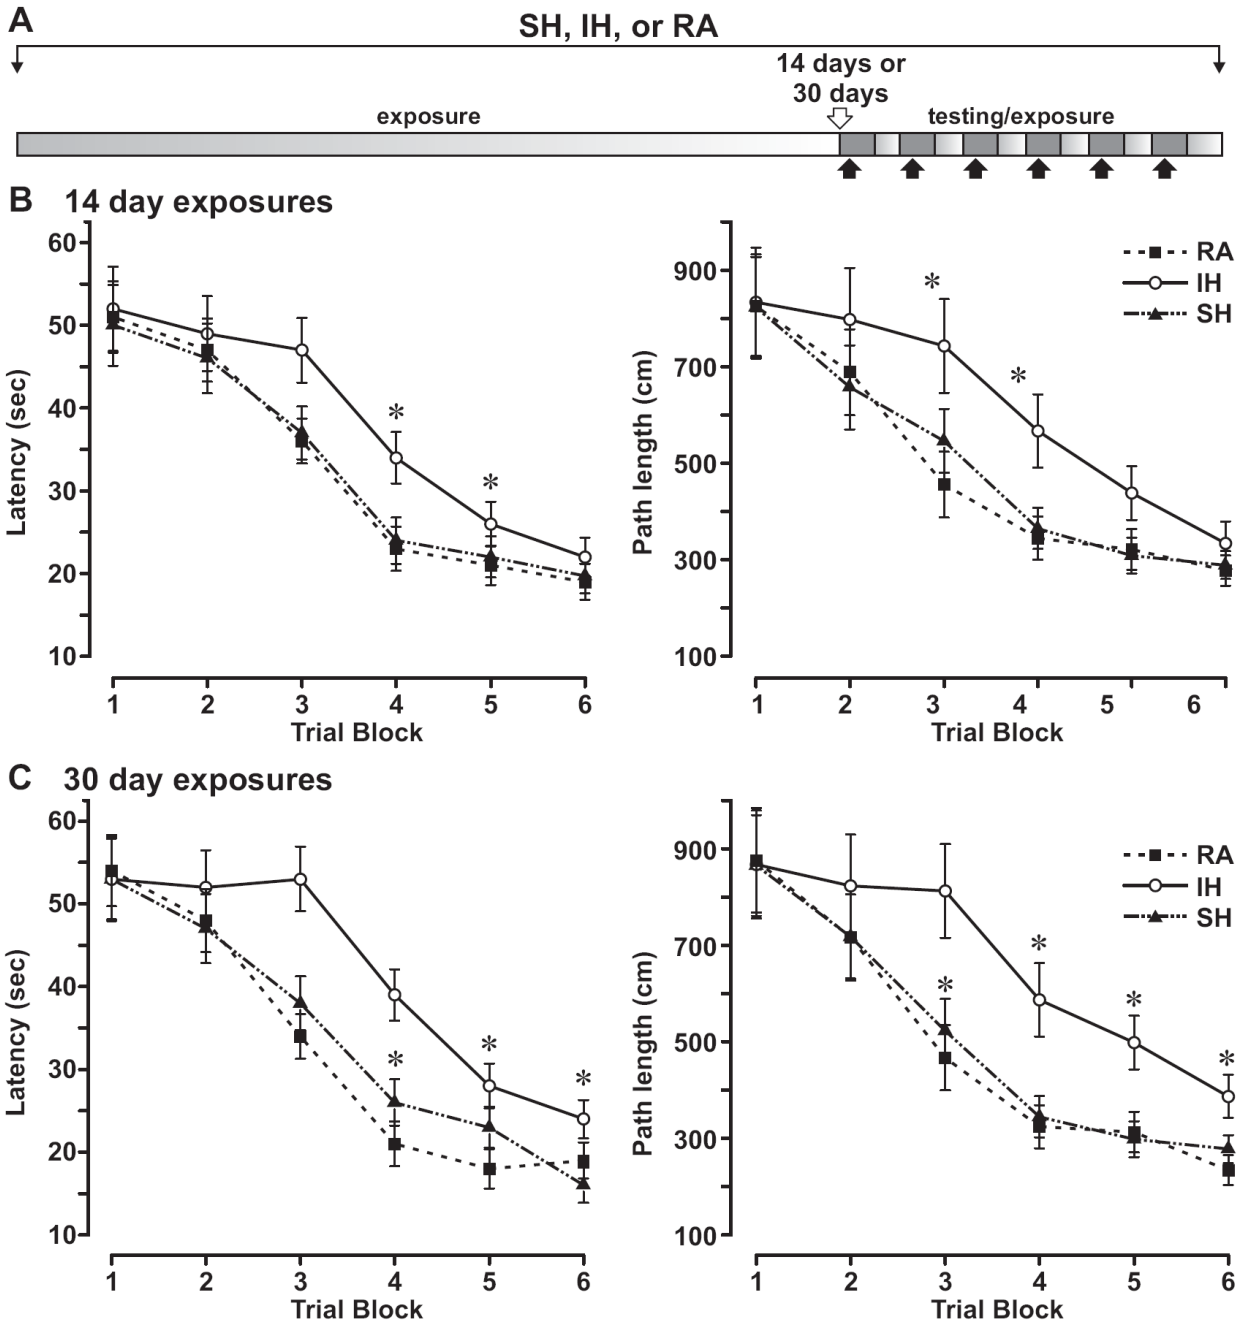 A
SH, IH, or RA
14 days or
30 days
exposure
testing/exposure
B 14 day exposures
60
50
40
30
20
10
Latency (sec)
*
*
1 2 3 4 5 6
Trial Block
900
700
500
300
100
Path length (cm)
*
*
RA
IH
SH
1 2 3 4 5 6
Trial Block
C 30 day exposures
60
50
40
30
20
10
Latency (sec)
*
*
*
1 2 3 4 5 6
Trial Block
900
700
500
300
100
Path length (cm)
*
*
*
*
RA
IH
SH
1 2 3 4 5 6
Trial Block